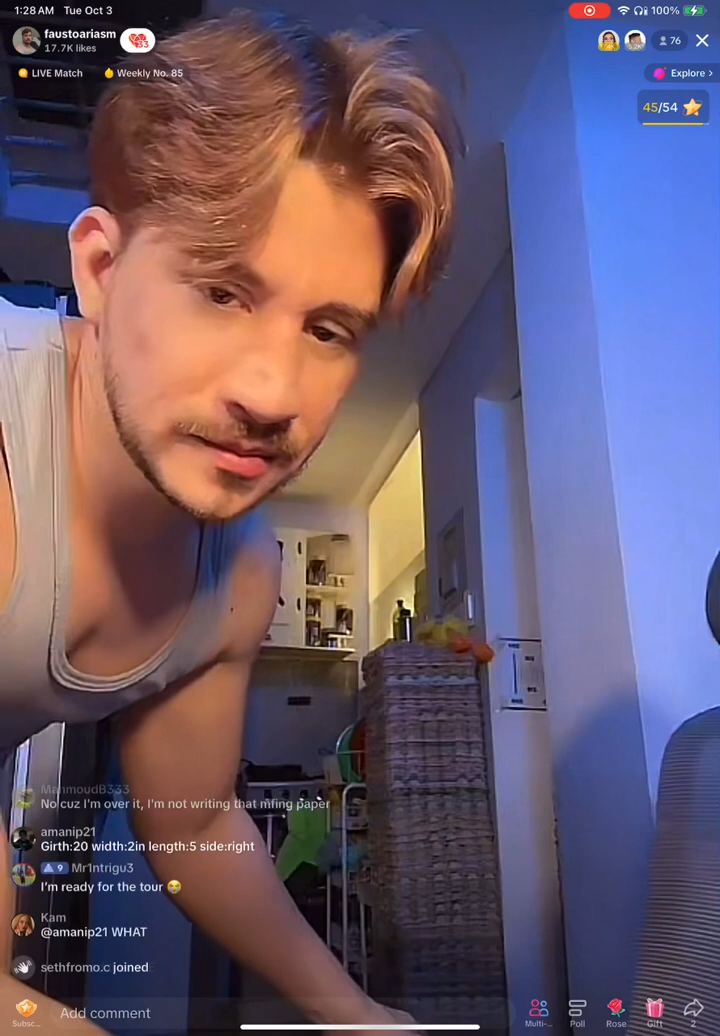 1:28 AM Tue Oct 3
100%
faustoariasm
17.7K likes
33
5.2K
76
LIVE Match
Weekly No. 85
Explore >
45/54
MahmoudB333
No cuz I'm over it, I'm not writing that mfing paper
amanip21
Girth:20 width:2in length:5 side:right
9 Mr1ntrigu3
I'm ready for the tour
Kam
@amanip21 WHAT
sethfromo.c joined
Subsc...
Add comment
Multi-...
Poll
Rose
Gift
2